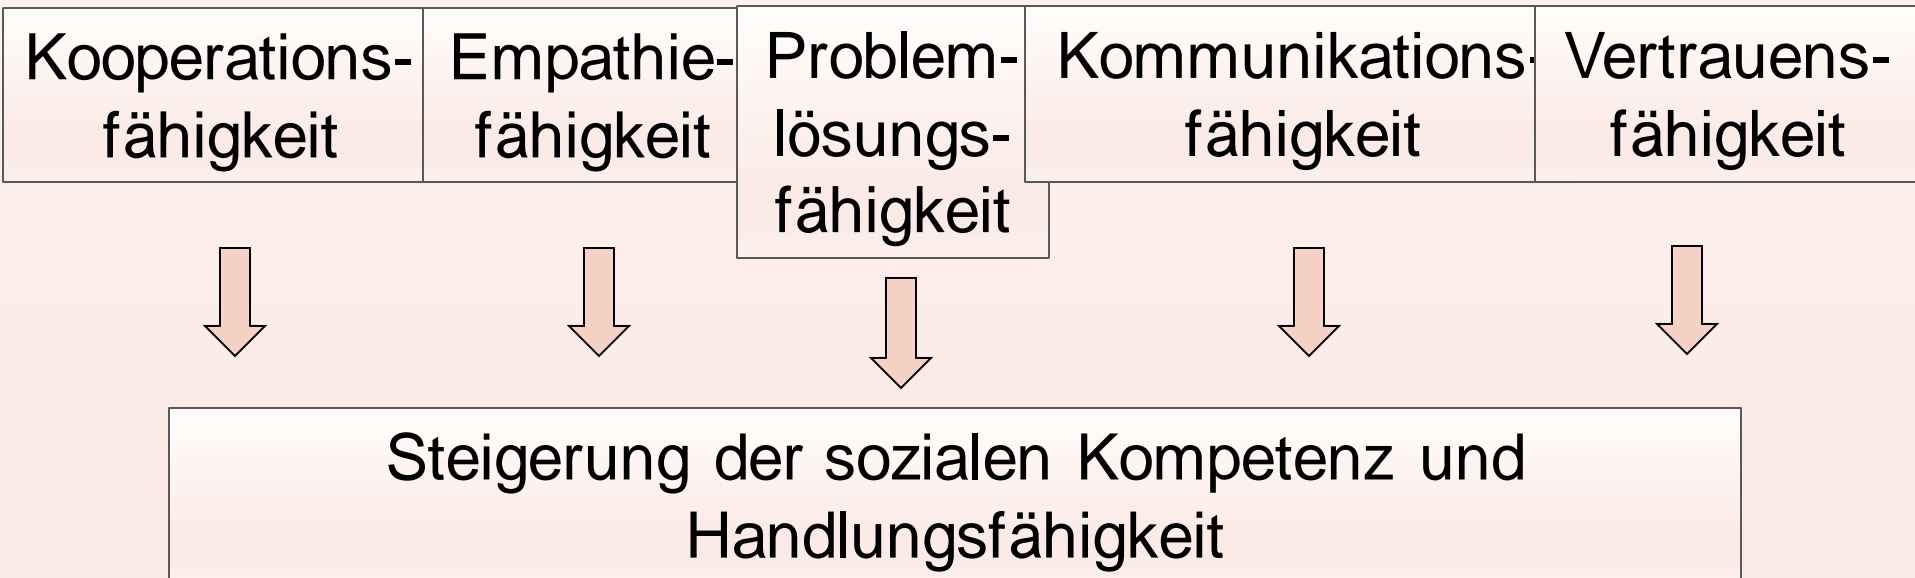 Kooperations-
fähigkeit
Empathie-
fähigkeit
Problem-
lösungs-
fähigkeit
Kommunikations-
fähigkeit
Vertrauens-
fähigkeit
Steigerung der sozialen Kompetenz und
Handlungsfähigkeit